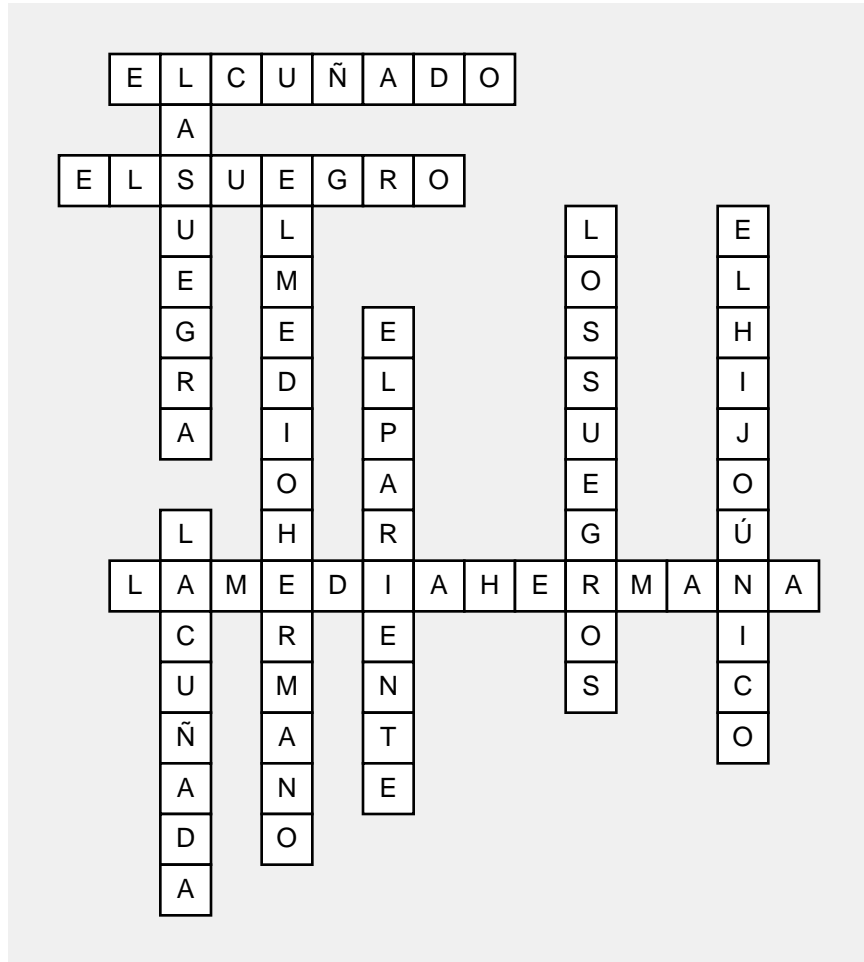 ELCUÑADO
LASUEGRA
ELSUEGRO
ELMEDIOHERMANO
LOSSUEGROS
ELHIJOÚNICO
ELPARIENTE
LACUÑADA
LAMEDIAHERMANA